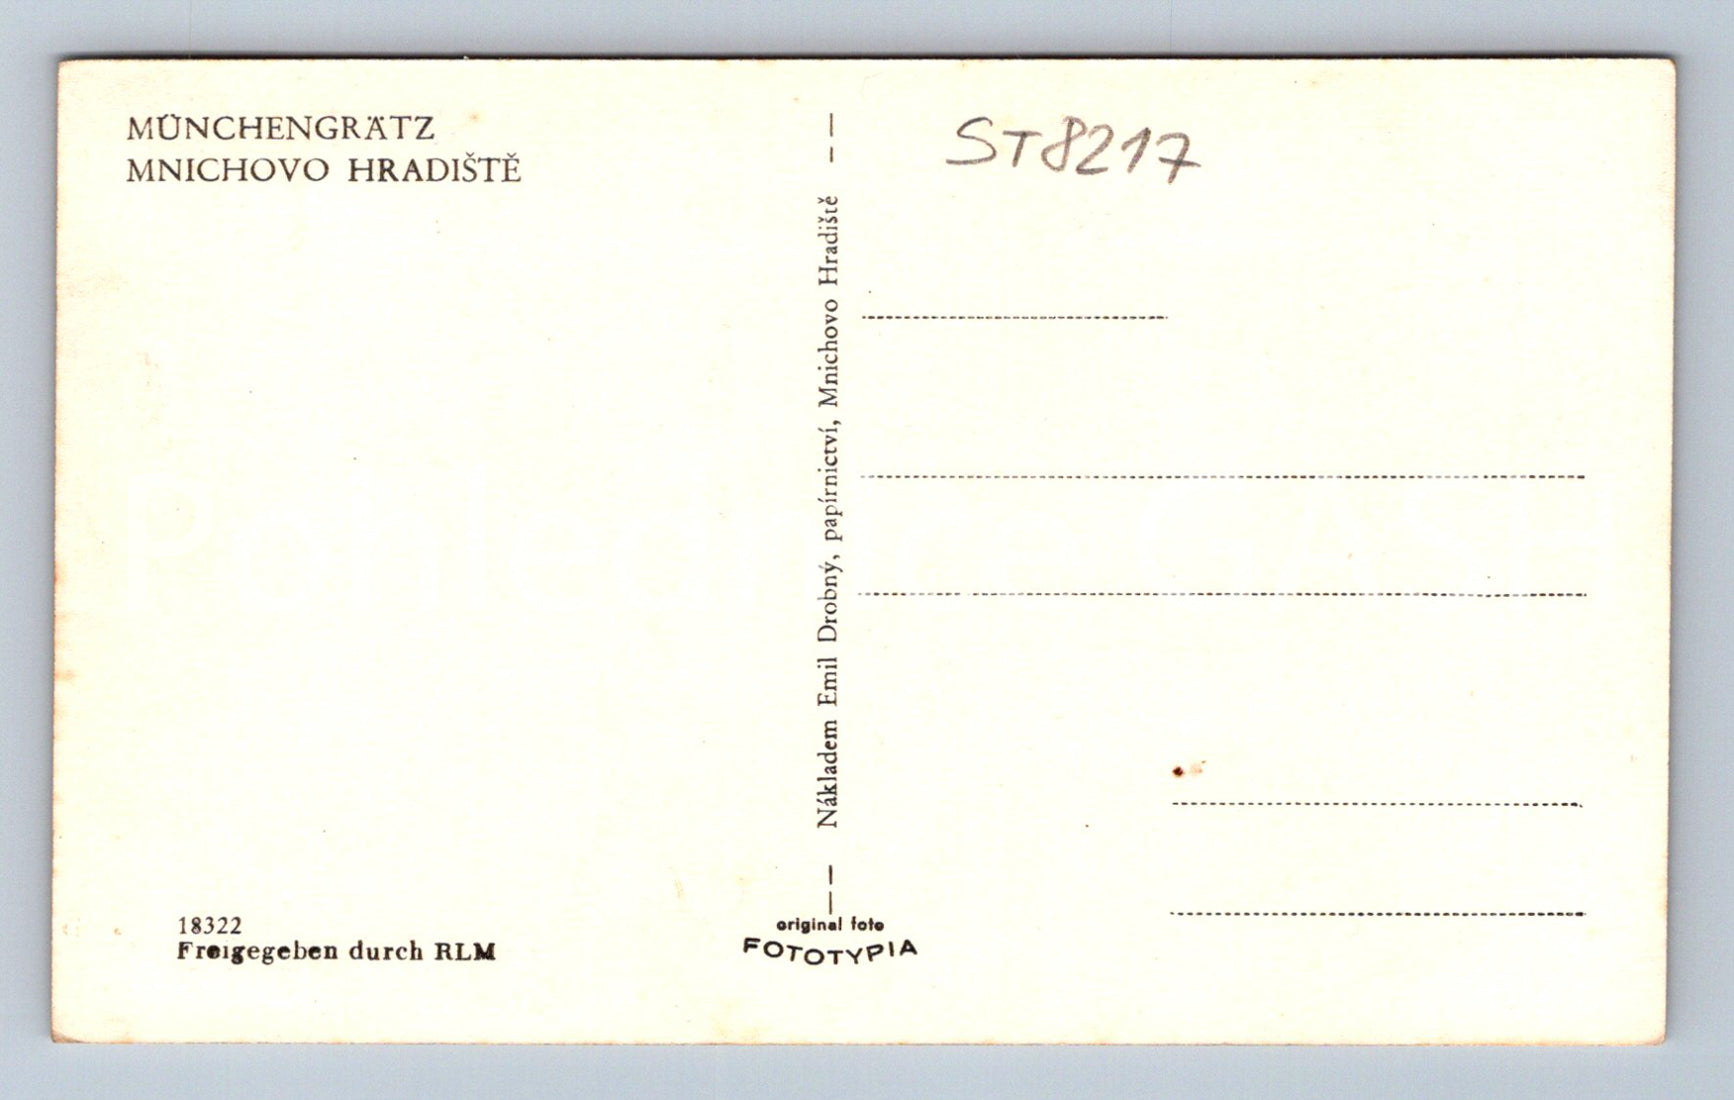 MÜNCHENGRÄTZ
MNICHOVO HRADIŠTĚ
ST8217
Nákladem Emil Drobný, papírnictví, Mnichovo Hradiště
18322
Freigegeben durch RLM
original foto
FOTOTYPIA